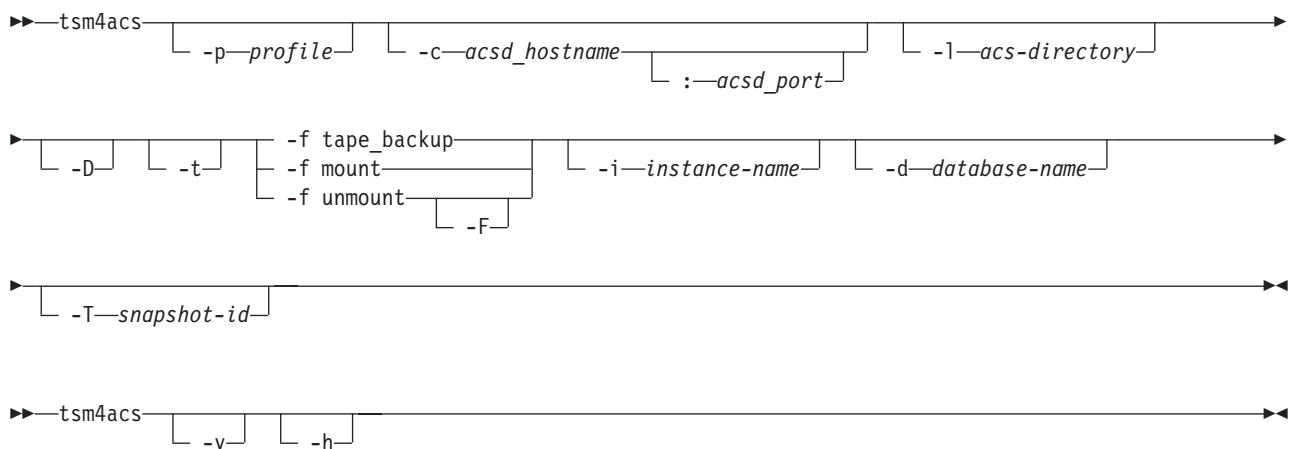 tsm4acs
-p profile -c acsd_hostname -l acs-directory
: acsd_port
-f tape_backup
-D -t -f mount -i instance-name -d database-name
-f unmount
-F
-T snapshot-id
tsm4acs
-v -h